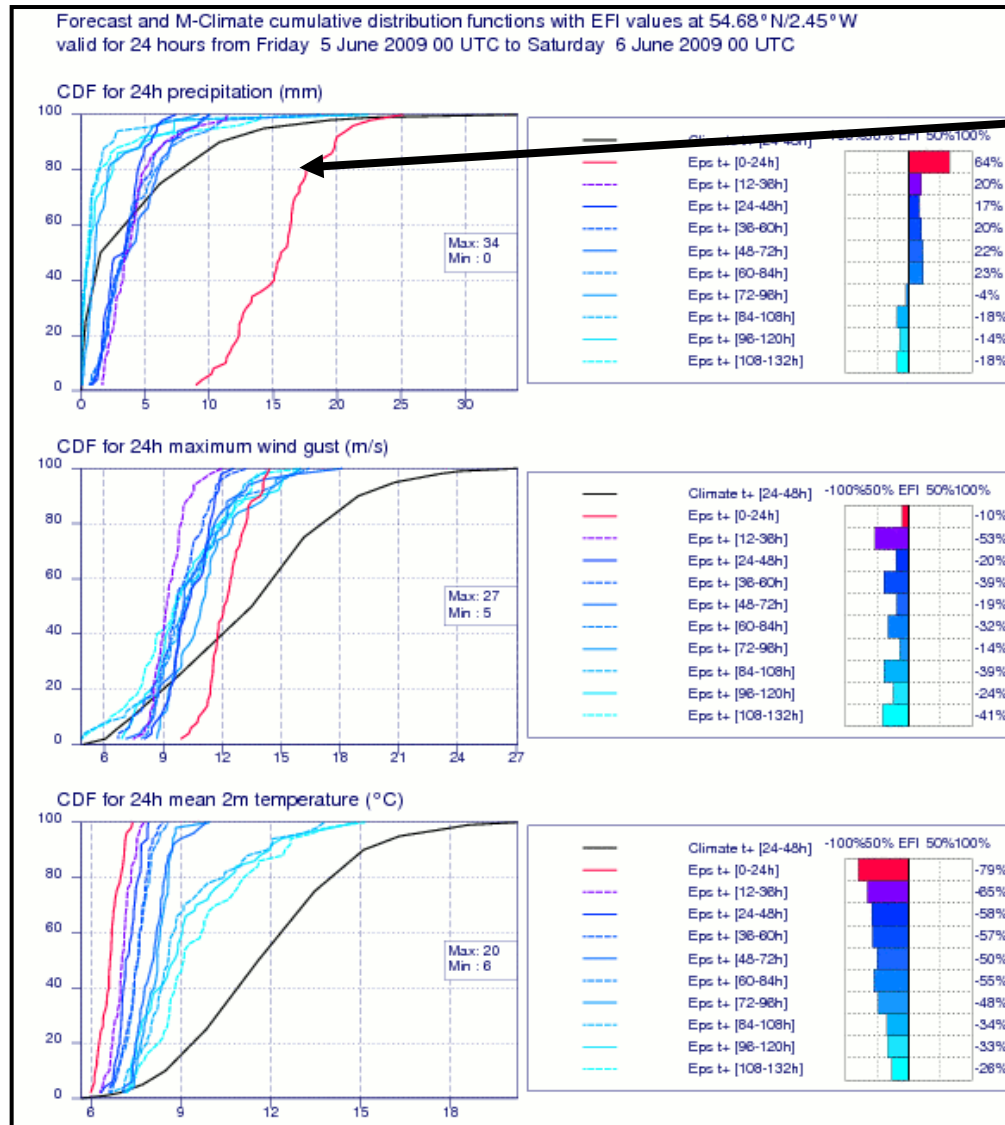 Forecast and M-Climate cumulative distribution functions with EFI values at 54.68°N/2.45°W
valid for 24 hours from Friday 5 June 2009 00 UTC to Saturday 6 June 2009 00 UTC
CDF for 24h precipitation (mm)
100
80
60
40
20
0
0 5 10 15 20 25 30
Max: 34
Min : 0
Eps t+ [0-24h] 64%
Eps t+ [12-36h] 20%
Eps t+ [24-48h] 17%
Eps t+ [36-60h] 20%
Eps t+ [48-72h] 22%
Eps t+ [60-84h] 23%
Eps t+ [72-96h] -4%
Eps t+ [84-108h] -18%
Eps t+ [96-120h] -14%
Eps t+ [108-132h] -18%
CDF for 24h maximum wind gust (m/s)
100
80
60
40
20
0
6 9 12 15 18 21 24 27
Max: 27
Min : 5
Climate t+ [24-48h] -100%50% EFI 50%100%
Eps t+ [0-24h] -10%
Eps t+ [12-36h] -53%
Eps t+ [24-48h] -20%
Eps t+ [36-60h] -39%
Eps t+ [48-72h] -19%
Eps t+ [60-84h] -32%
Eps t+ [72-96h] -14%
Eps t+ [84-108h] -39%
Eps t+ [96-120h] -24%
Eps t+ [108-132h] -41%
CDF for 24h mean 2m temperature (°C)
100
80
60
40
20
0
6 9 12 15 18
Max: 20
Min : 6
Climate t+ [24-48h] -100%50% EFI 50%100%
Eps t+ [0-24h] -79%
Eps t+ [12-36h] -65%
Eps t+ [24-48h] -58%
Eps t+ [36-60h] -57%
Eps t+ [48-72h] -50%
Eps t+ [60-84h] -55%
Eps t+ [72-96h] -48%
Eps t+ [84-108h] -34%
Eps t+ [96-120h] -33%
Eps t+ [108-132h] -26%